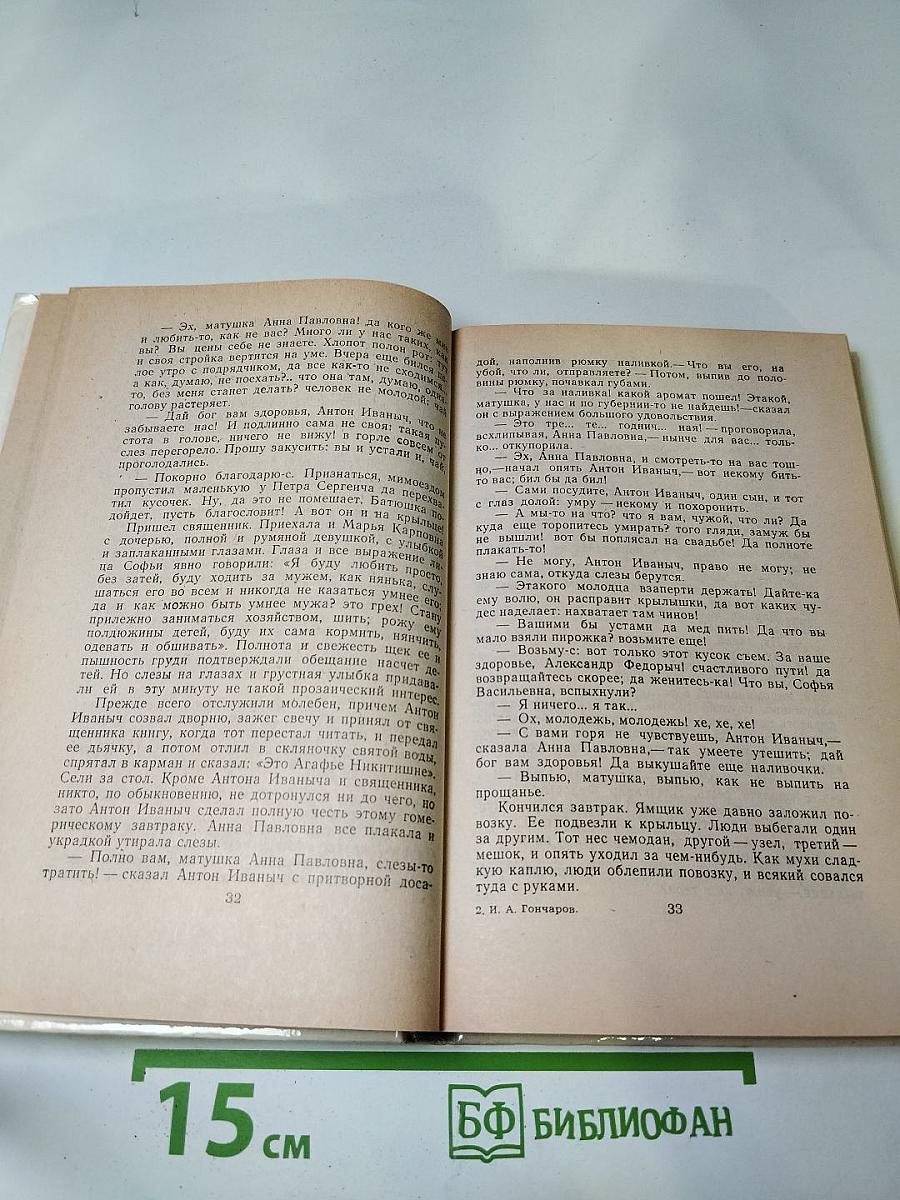 — Эх, матушка Анна Павловна! да кого же мне
и любить-то, как не вас? Много ли у нас таких, как
вы? Вы цены себе не знаете. Хлопот полон рот: тут
и своя стройка вертится на уме. Вчера еще бился це-
лое утро с подрядчиком, да все как-то не сходимся...
а как, думаю, не поехать?.. что она там, думаю, одна-
то, без меня станет делать? человек не молодой: чай,
голову растеряет.
— Дай бог вам здоровья, Антон Иваныч, что не
забываете нас! И подлинно сама не своя: такая пу-
стота в голове, ничего не вижу! в горле совсем от
слез перегорело. Прошу закусить: вы и устали и, чай,
проголодались.
— Покорно благодарю-с. Признаться, мимоездом
пропустил маленькую у Петра Сергеича да перехва-
тил кусочек. Ну, да это не помешает. Батюшка по-
дойдет, пусть благословит! А вот он и на крыльце!
Пришел священник. Приехала и Марья Карповна
с дочерью, полной и румяной девушкой, с улыбкой
и заплаканными глазами. Глаза и все выражение ли-
ца Софьи явно говорили: «Я буду любить просто,
без затей, буду ходить за мужем, как нянька, слу-
шаться его во всем и никогда не казаться умнее его;
да и как можно быть умнее мужа? это грех! Стану
прилежно заниматься хозяйством, шить; рожу ему
полдюжины детей, буду их сама кормить, нянчить,
одевать и обшивать». Полнота и свежесть щек ее и
пышность груди подтверждали обещание насчет де-
тей. Но слезы на глазах и грустная улыбка придава-
ли ей в эту минуту не такой прозаический интерес.
Прежде всего отслужили молебен, причем Антон
Иваныч созвал дворню, зажег свечу и принял от свя-
щенника книгу, когда тот перестал читать, и передал
ее дьячку, а потом отлил в скляночку святой воды,
спрятал в карман и сказал: «Это Агафье Никитишне».
Сели за стол. Кроме Антона Иваныча и священника,
никто, по обыкновению, не дотронулся ни до чего, но
зато Антон Иваныч сделал полную честь этому гоме-
рическому завтраку. Анна Павловна все плакала и
украдкой утирала слезы.
— Полно вам, матушка Анна Павловна, слезы-то
тратить! — сказал Антон Иваныч с притворной доса-
32
дой, наполнив рюмку наливкой.— Что вы его, на
убой, что ли, отправляете? — Потом, выпив до поло-
вины рюмку, почавкал губами.
— Что за наливка! какой аромат пошел! Этакой,
матушка, у нас и по губернии-то не найдешь!—сказал
он с выражением большого удовольствия.
— Это тре... те... годнич... ная! — проговорила,
всхлипывая, Анна Павловна,— нынче для вас... толь-
ко... откупорила.
— Эх, Анна Павловна, и смотреть-то на вас тош-
но,—начал опять Антон Иваныч,— вот некому бить-
то вас; бил бы да бил!
— Сами посудите, Антон Иваныч, один сын, и тот
с глаз долой: умру — некому и похоронить.
— А мы-то на что? что я вам, чужой, что ли? Да
куда еще торопитесь умирать? того гляди, замуж бы
не вышли! вот бы поплясал на свадьбе! Да полноте
плакать-то!
— Не могу, Антон Иваныч, право не могу; не
знаю сама, откуда слезы берутся.
— Этакого молодца взаперти держать! Дайте-ка
ему волю, он расправит крылышки, да вот каких чу-
дес наделает: нахватает там чинов!
— Вашими бы устами да мед пить! Да что вы
мало взяли пирожка? возьмите еще!
— Возьму-с: вот только этот кусок съем. За ваше
здоровье, Александр Федорыч! счастливого пути! да
возвращайтесь скорее; да женитесь-ка! Что вы, Софья
Васильевна, вспыхнули?
— Я ничего... я так...
— Ох, молодежь, молодежь! хе, хе, хе!
— С вами горя не чувствуешь, Антон Иваныч,—
сказала Анна Павловна,— так умеете утешить; дай
бог вам здоровья! Да выкушайте еще наливочки.
— Выпью, матушка, выпью, как не выпить на
прощанье.
Кончился завтрак. Ямщик уже давно заложил по-
возку. Ее подвезли к крыльцу. Люди выбегали один
за другим. Тот нес чемодан, другой — узел, третий —
мешок, и опять уходил за чем-нибудь. Как мухи слад-
кую каплю, люди облепили повозку, и всякий совался
туда с руками.
2. И. А. Гончаров.
33
15 см
БФ БИБЛИОФАН